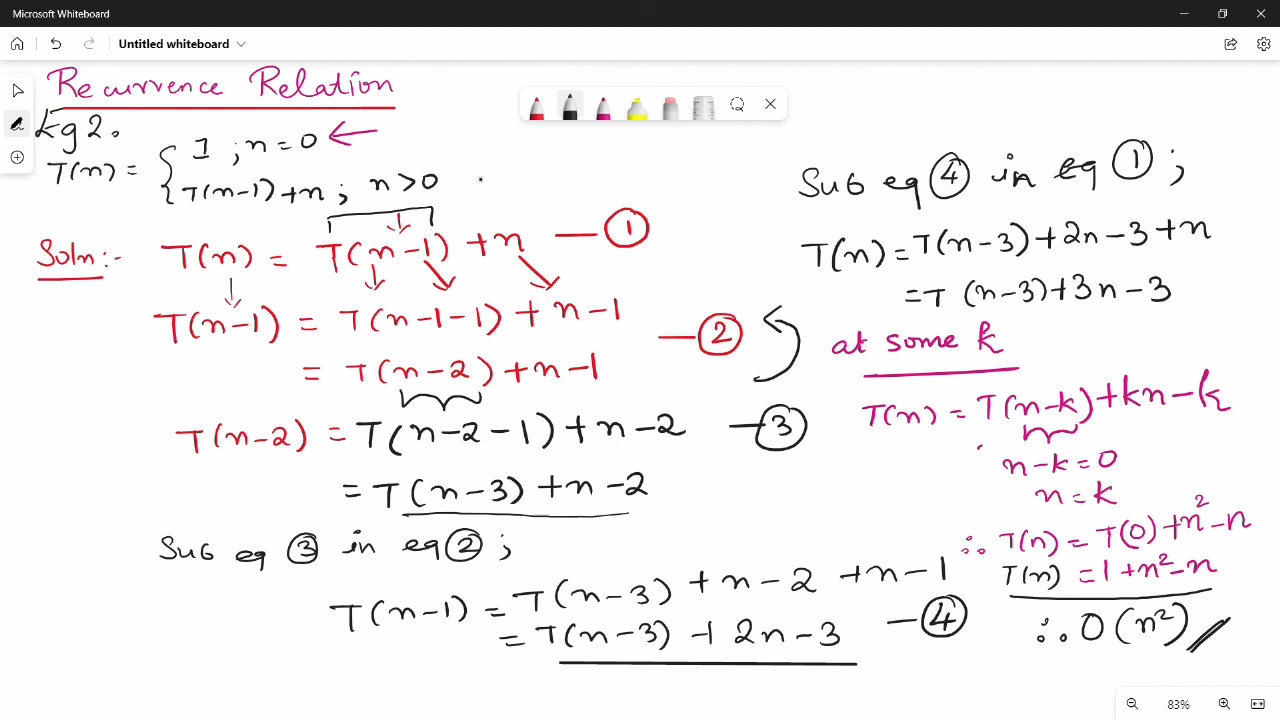 Microsoft Whiteboard
Untitled whiteboard
Recurrence Relation
Eg 2.
T(n) = { 1 ; n = 0
T(n-1)+n ; n > 0
Soln:- T(n) = T(n-1) + n — ①
T(n-1) = T(n-1-1) + n-1
= T(n-2) + n-1 — ②
T(n-2) = T(n-2-1) + n-2 — ③
= T(n-3) + n-2
Sub eq ③ in eq ② ;
T(n-1) = T(n-3) + n-2 + n-1
= T(n-3) + 2n-3 — ④
Sub eq ④ in eq ① ;
T(n) = T(n-3) + 2n-3+n
= T(n-3)+3n-3
at some k
T(n) = T(n-k)+kn-k
n-k=0
n=k
∴ T(n) = T(0)+n²-n
T(n) = 1+n²-n
∴ O(n²)
83%